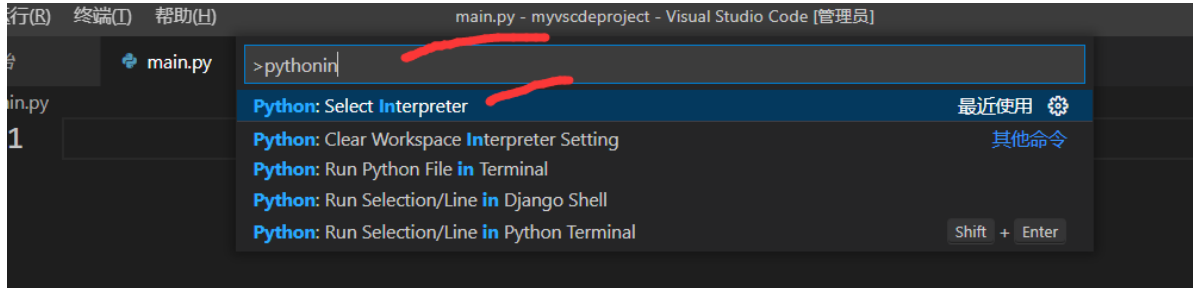 行(R) 终端(T) 帮助(H) main.py - myvscdeproject - Visual Studio Code [管理员]
main.py
>pythonin
ain.py
Python: Select Interpreter 最近使用
1
Python: Clear Workspace Interpreter Setting 其他命令
Python: Run Python File in Terminal
Python: Run Selection/Line in Django Shell
Python: Run Selection/Line in Python Terminal Shift + Enter